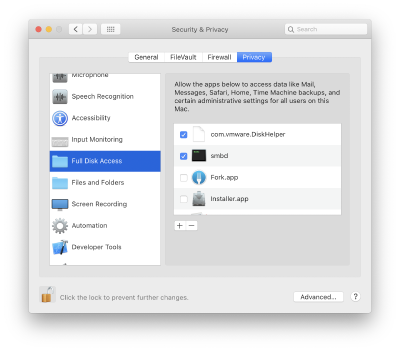 Security & Privacy
Search
General
FileVault
Firewall
Privacy
Microphone
Speech Recognition
Accessibility
Input Monitoring
Full Disk Access
Files and Folders
Screen Recording
Automation
Developer Tools
Allow the apps below to access data like Mail,
Messages, Safari, Home, Time Machine backups, and
certain administrative settings for all users on this
Mac.
com.vmware.DiskHelper
smbd
Fork.app
Installer.app
+ −
Click the lock to prevent further changes.
Advanced...
?